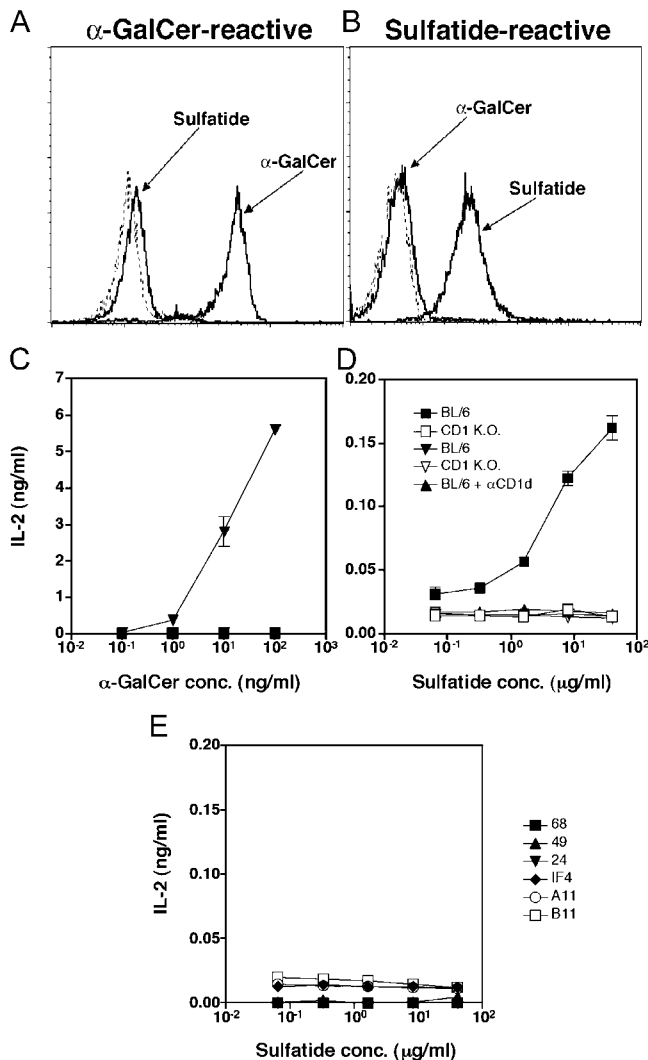 A
α-GalCer-reactive
B
Sulfatide-reactive
Sulfatide
α-GalCer
α-GalCer
Sulfatide
C
7
6
5
4
3
2
1
0
IL-2 (ng/ml)
10-2
10-1
100
101
102
103
α-GalCer conc. (ng/ml)
D
0.20
0.15
0.10
0.05
0.00
BL/6
CD1 K.O.
BL/6
CD1 K.O.
BL/6 + αCD1d
10-2
10-1
100
101
102
Sulfatide conc. (μg/ml)
E
0.20
0.15
0.10
0.05
0.00
IL-2 (ng/ml)
10-2
10-1
100
101
102
Sulfatide conc. (μg/ml)
68
49
24
IF4
A11
B11